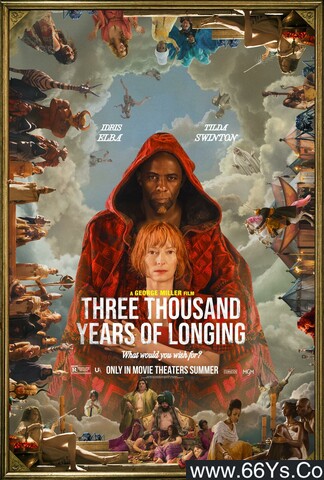 IDRIS
ELBA
TILDA
SWINTON
A GEORGE MILLER FILM
THREE THOUSAND
YEARS OF LONGING
What would you wish for?
ONLY IN MOVIE THEATERS SUMMER
MGM
www.66Ys.Co